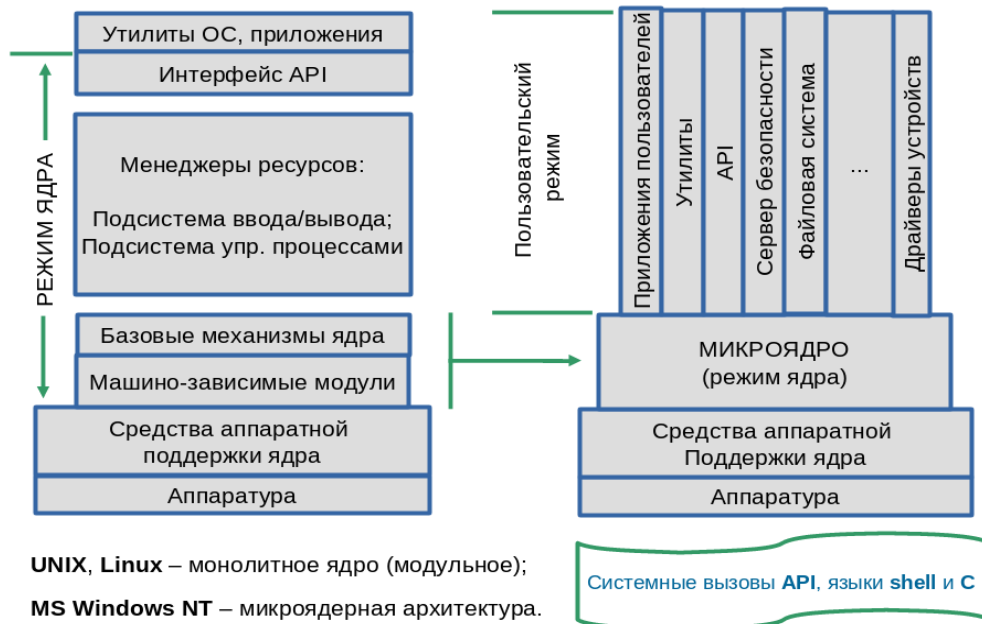 Утилиты ОС, приложения
Интерфейс API
РЕЖИМ ЯДРА
Менеджеры ресурсов:
Подсистема ввода/вывода;
Подсистема упр. процессами
Базовые механизмы ядра
Машино-зависимые модули
Средства аппаратной
поддержки ядра
Аппаратура
Пользовательский
режим
Приложения пользователей
Утилиты
API
Сервер безопасности
Файловая система
...
Драйверы устройств
МИКРОЯДРО
(режим ядра)
Средства аппаратной
Поддержки ядра
Аппаратура
UNIX, Linux – монолитное ядро (модульное);
MS Windows NT – микроядерная архитектура.
Системные вызовы API, языки shell и C